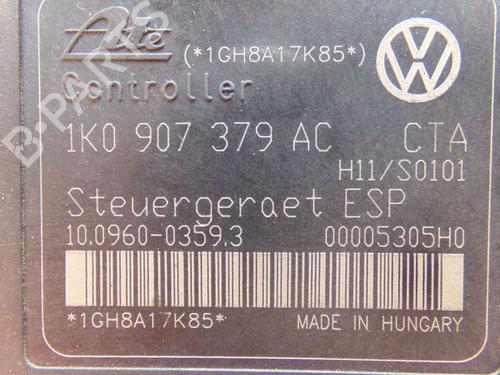 Ate (*1GH8A17K85*)
Controller
1K0 907 379 AC CTA
H11/S0101
Steuergeraet ESP
10.0960-0359.3 00005305H0
*1GH8A17K85* MADE IN HUNGARY
B-PARTS